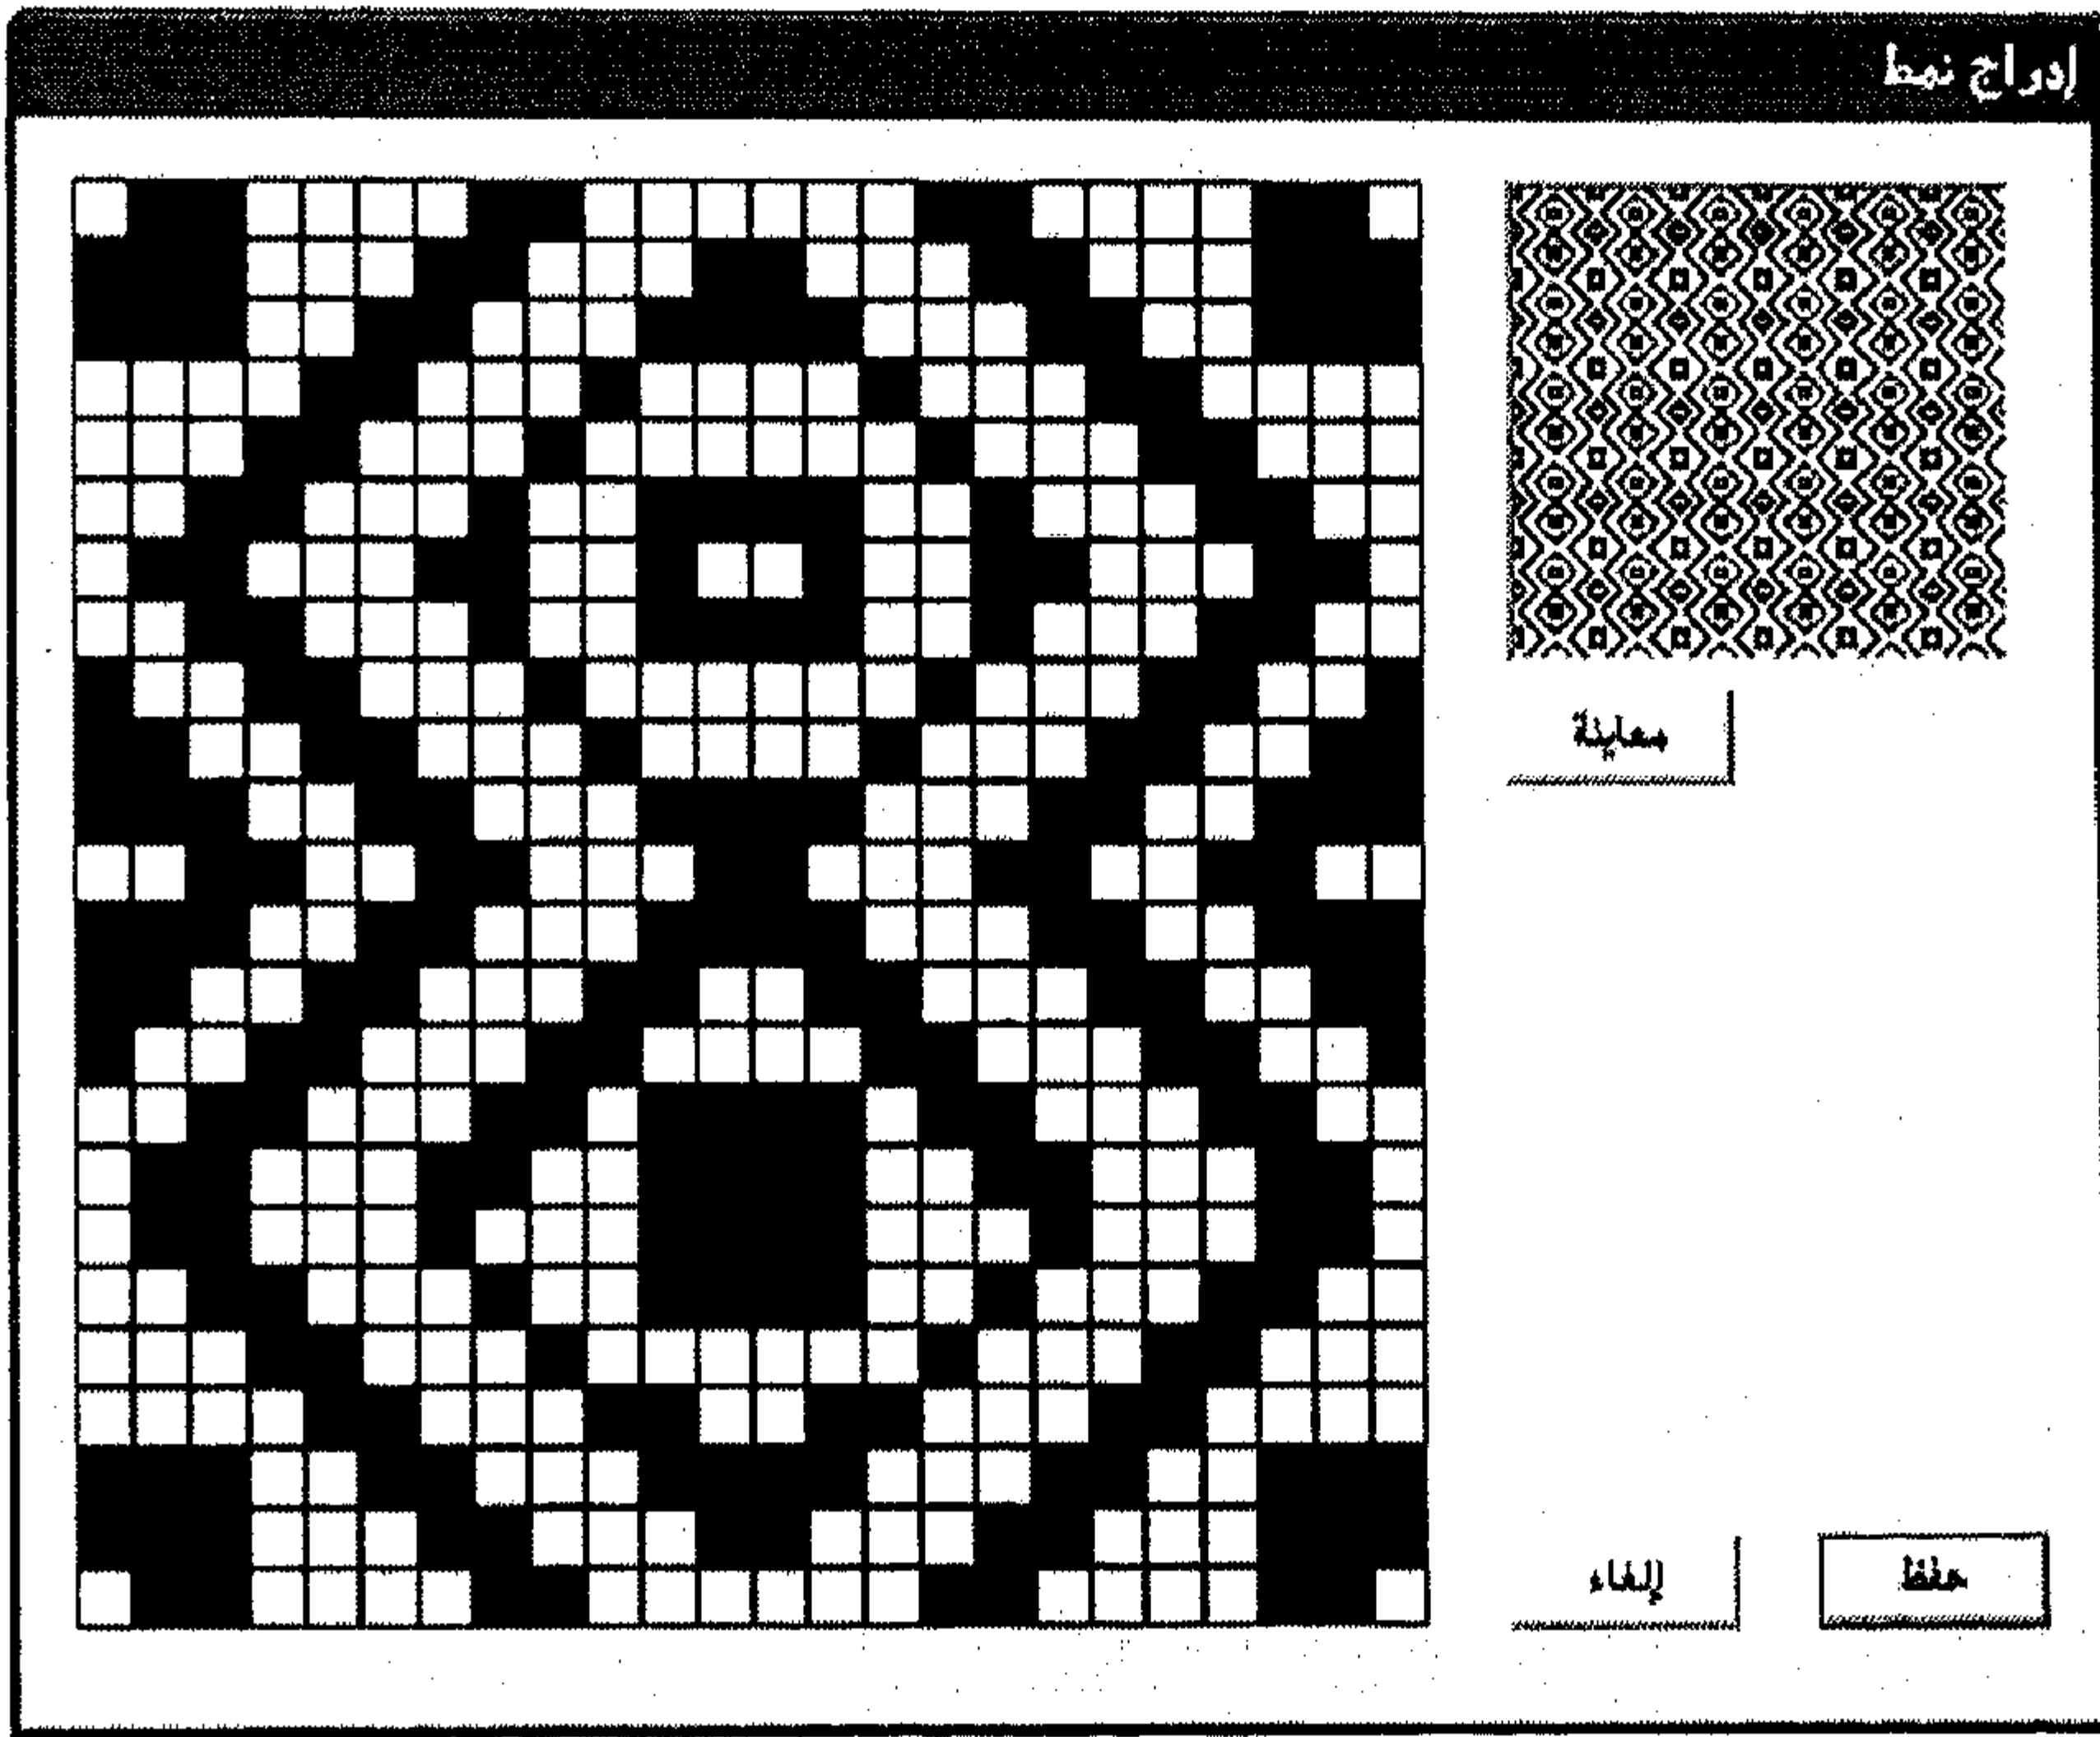 إدراج نمط
معاينة
حفظ
إلغاء